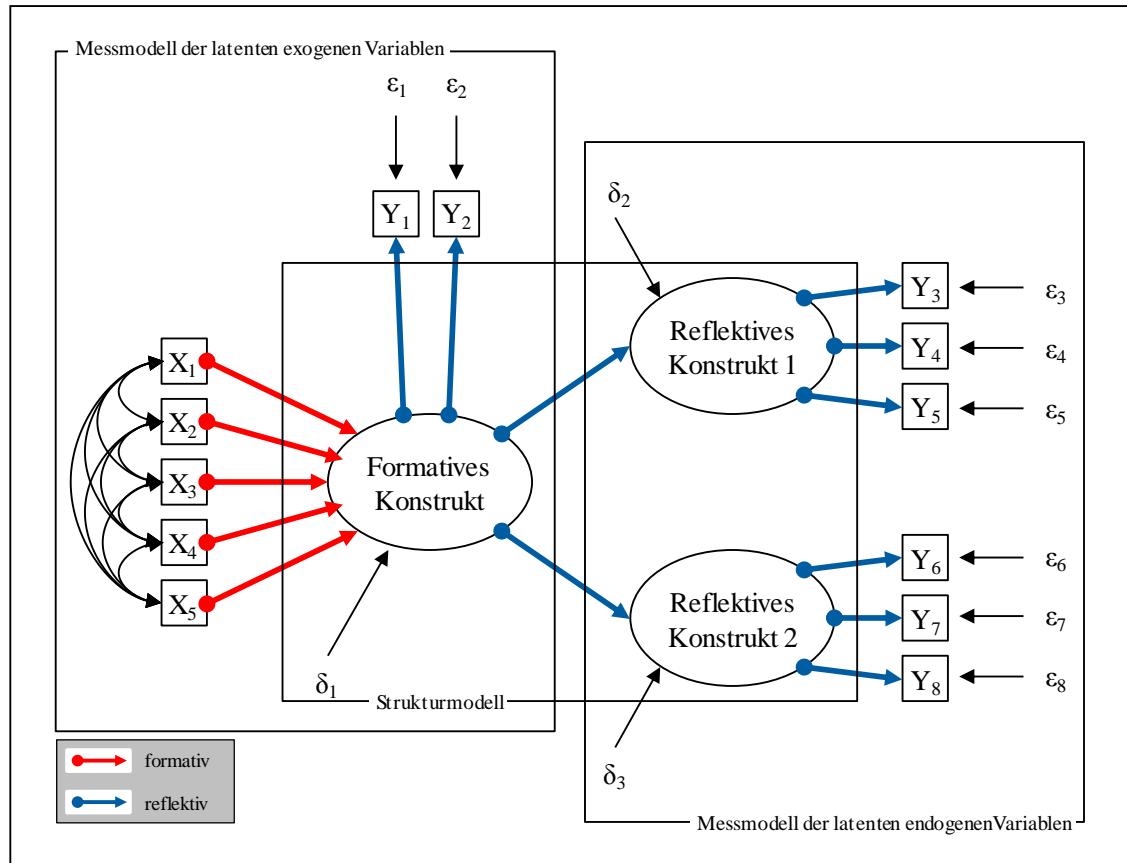 Messmodell der latenten exogenen Variablen
ε1 ε2
Y1 Y2
δ2
Y3 ε3
Reflektives
Konstrukt 1
Y4 ε4
Y5 ε5
X1
X2
X3
X4
X5
Formatives
Konstrukt
δ1
Strukturmodell
Reflektives
Konstrukt 2
Y6 ε6
Y7 ε7
Y8 ε8
δ3
formativ
reflektiv
Messmodell der latenten endogenen Variablen